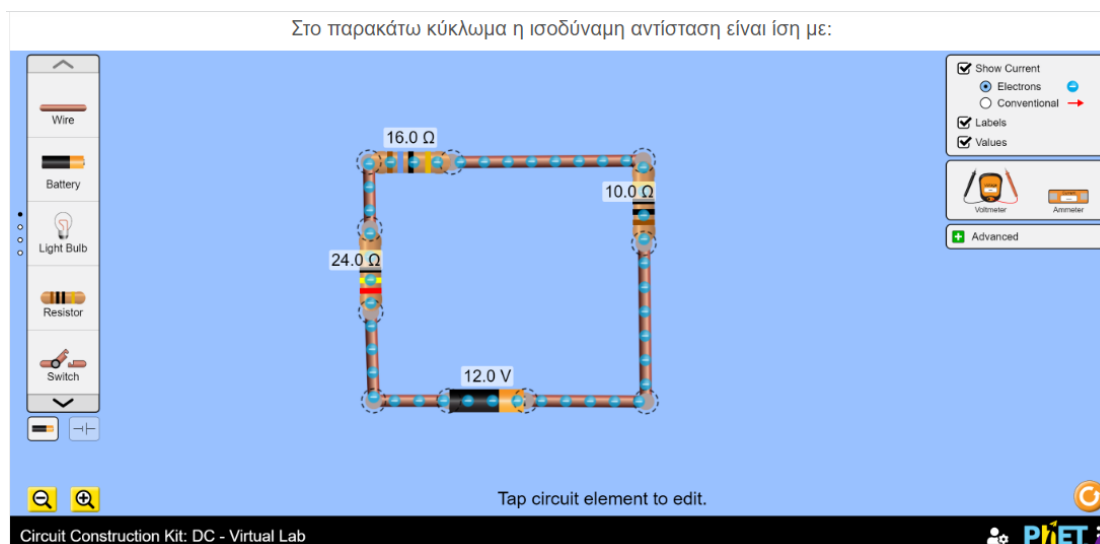 Στο παρακάτω κύκλωμα η ισοδύναμη αντίσταση είναι ίση με:
Show Current
Electrons
Conventional
Labels
Values
Wire
16.0 Ω
Battery
10.0 Ω
Voltmeter
Ammeter
Light Bulb
Advanced
24.0 Ω
Resistor
Switch
12.0 V
Tap circuit element to edit.
Circuit Construction Kit: DC - Virtual Lab
PhET